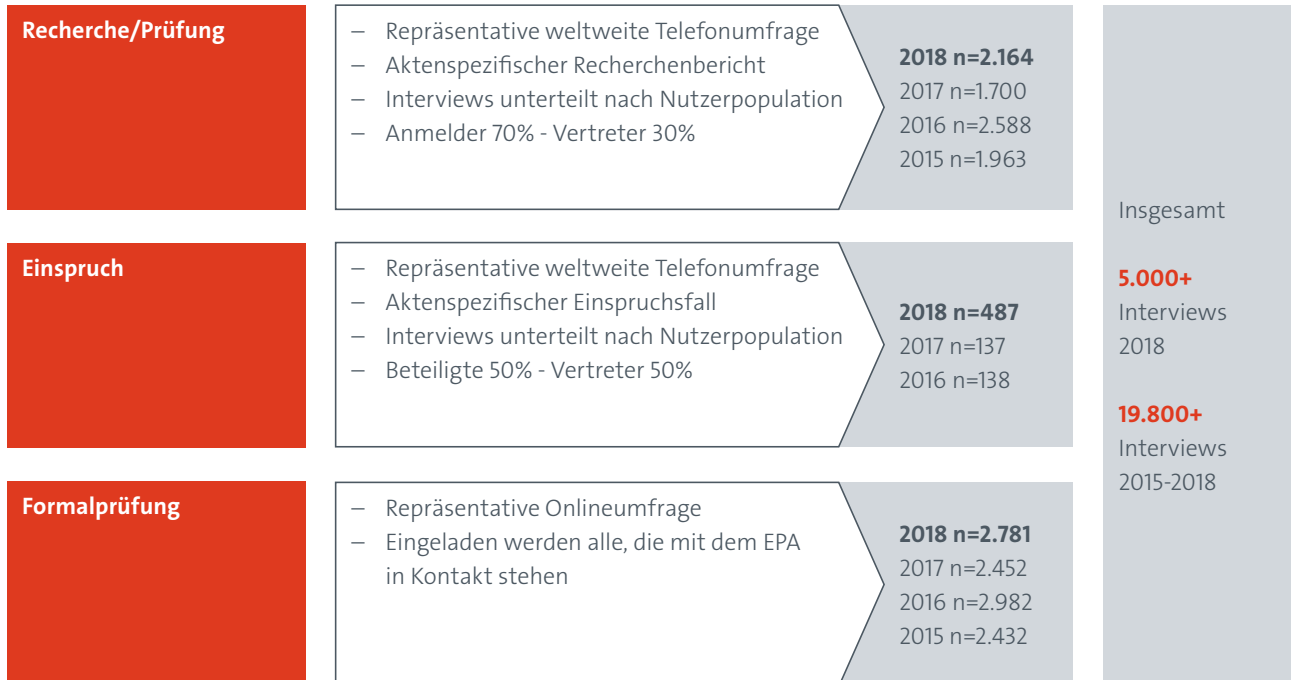 Recherche/Prüfung
– Repräsentative weltweite Telefonumfrage
– Aktenspezifischer Recherchenbericht
– Interviews unterteilt nach Nutzerpopulation
– Anmelder 70% - Vertreter 30%
2018 n=2.164
2017 n=1.700
2016 n=2.588
2015 n=1.963
Einspruch
– Repräsentative weltweite Telefonumfrage
– Aktenspezifischer Einspruchsfall
– Interviews unterteilt nach Nutzerpopulation
– Beteiligte 50% - Vertreter 50%
2018 n=487
2017 n=137
2016 n=138
Formalprüfung
– Repräsentative Onlineumfrage
– Eingeladen werden alle, die mit dem EPA
in Kontakt stehen
2018 n=2.781
2017 n=2.452
2016 n=2.982
2015 n=2.432
Insgesamt
5.000+
Interviews
2018
19.800+
Interviews
2015-2018